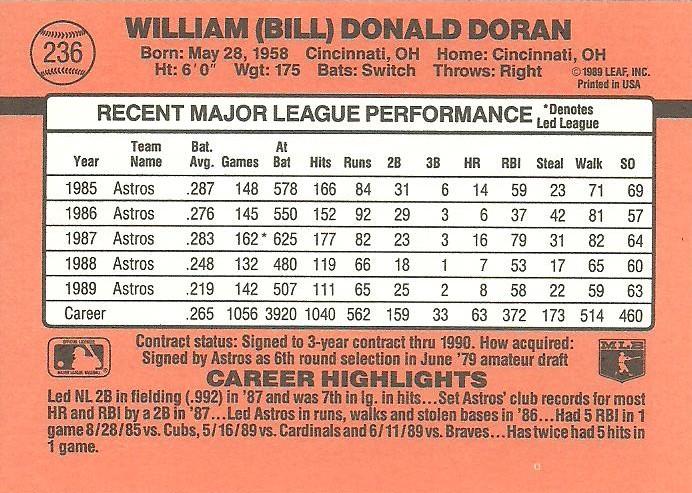 236
WILLIAM (BILL) DONALD DORAN
Born: May 28, 1958 Cincinnati, OH Home: Cincinnati, OH
Ht: 6'0" Wgt: 175 Bats: Switch Throws: Right
©1989 LEAF, INC.
Printed in USA
RECENT MAJOR LEAGUE PERFORMANCE *Denotes Led League
Year Team Name Bat. Avg. Games At Bat Hits Runs 2B 3B HR RBI Steal Walk SO
1985 Astros .287 148 578 166 84 31 6 14 59 23 71 69
1986 Astros .276 145 550 152 92 29 3 6 37 42 81 57
1987 Astros .283 162* 625 177 82 23 3 16 79 31 82 64
1988 Astros .248 132 480 119 66 18 1 7 53 17 65 60
1989 Astros .219 142 507 111 65 25 2 8 58 22 59 63
Career .265 1056 3920 1040 562 159 33 63 372 173 514 460
Contract status: Signed to 3-year contract thru 1990. How acquired:
Signed by Astros as 6th round selection in June '79 amateur draft
MLB
CAREER HIGHLIGHTS
Led NL 2B in fielding (.992) in '87 and was 7th in lg. in hits...Set Astros' club records for most
HR and RBI by a 2B in '87...Led Astros in runs, walks and stolen bases in '86...Had 5 RBI in 1
game 8/28/85 vs. Cubs, 5/16/89 vs. Cardinals and 6/11/89 vs. Braves...Has twice had 5 hits in
1 game.